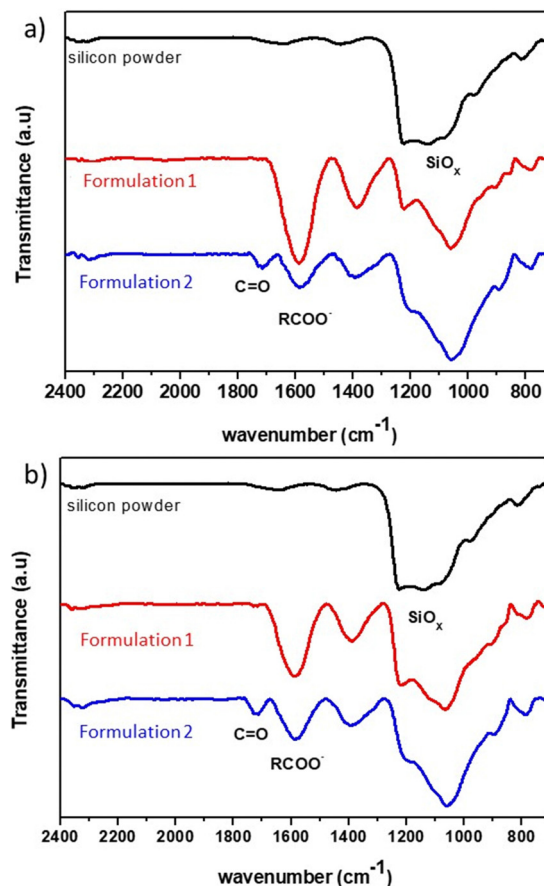 a)
silicon powder
SiOx
Formulation 1
Formulation 2
C=O
RCOO-
Transmittance (a.u)
2400 2200 2000 1800 1600 1400 1200 1000 800
wavenumber (cm-1)
b)
silicon powder
SiOx
Formulation 1
Formulation 2
C=O
RCOO-
Transmittance (a.u)
2400 2200 2000 1800 1600 1400 1200 1000 800
wavenumber (cm-1)